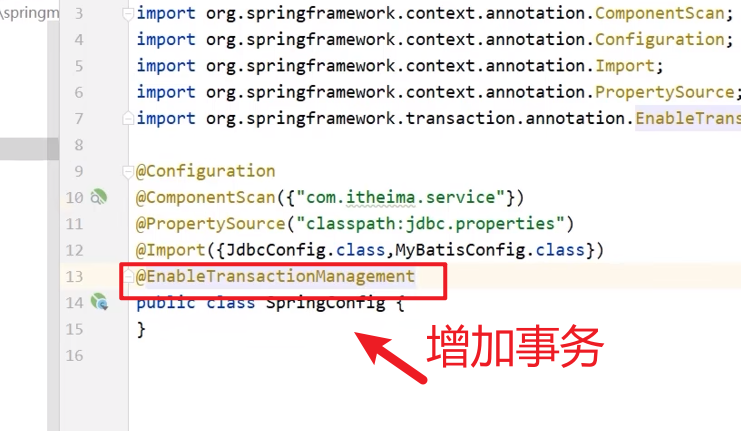 \springm
3 import org.springframework.context.annotation.ComponentScan;
4 import org.springframework.context.annotation.Configuration;
5 import org.springframework.context.annotation.Import;
6 import org.springframework.context.annotation.PropertySource;
7 import org.springframework.transaction.annotation.EnableTrans
8
9 @Configuration
10 @ComponentScan({"com.itheima.service"})
11 @PropertySource("classpath:jdbc.properties")
12 @Import({JdbcConfig.class,MyBatisConfig.class})
13 @EnableTransactionManagement
14 public class SpringConfig {
15 }
增加事务
16